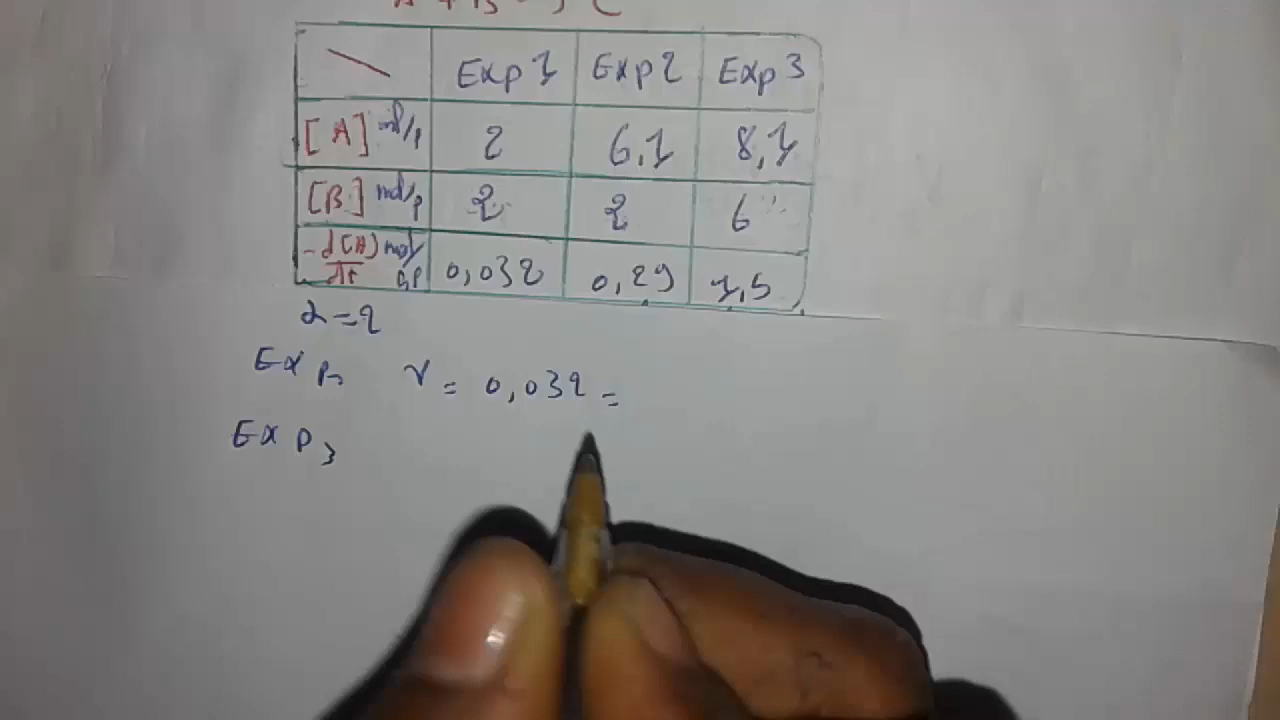 A + B → C
Exp 1 Exp 2 Exp 3
[A] mol/l 2 6,1 8,1
[B] mol/l 2 2 6
-d[A]/dt mol/s,l 0,032 0,29 1,5
α = 2
Exp r = 0,032 =
Exp 3